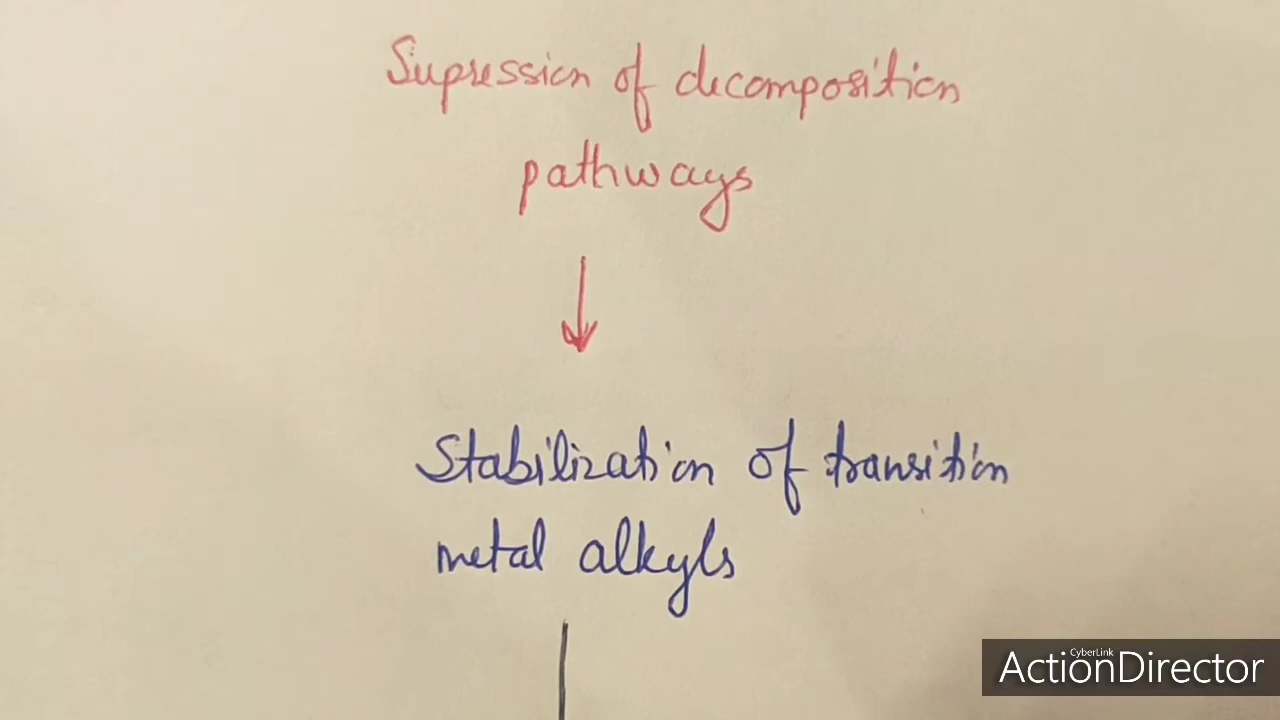 Supression of decomposition
pathways
Stabilization of transition
metal alkyls
CyberLink
ActionDirector